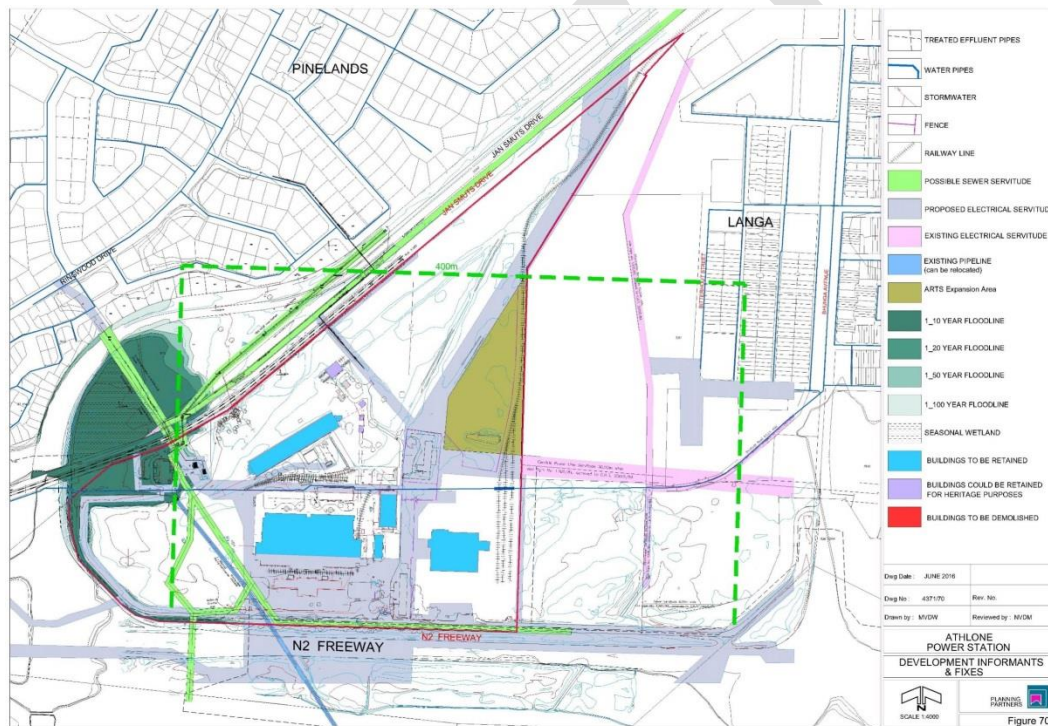 PINELANDS
JAN SMUTS DRIVE
JAN SMUTS DRIVE
RINGWOOD DRIVE
400m
LANGA
BHUNGA AVENUE
N2 FREEWAY
N2 FREEWAY
TREATED EFFLUENT PIPES
WATER PIPES
STORMWATER
FENCE
RAILWAY LINE
POSSIBLE SEWER SERVITUDE
PROPOSED ELECTRICAL SERVITUD
EXISTING ELECTRICAL SERVITUDE
EXISTING PIPELINE
(can be relocated)
ARTS Expansion Area
1_10 YEAR FLOODLINE
1_20 YEAR FLOODLINE
1_50 YEAR FLOODLINE
1_100 YEAR FLOODLINE
SEASONAL WETLAND
BUILDINGS TO BE RETAINED
BUILDINGS COULD BE RETAINED
FOR HERITAGE PURPOSES
BUILDINGS TO BE DEMOLISHED
Dwg Date : JUNE 2016
Dwg No : 4371/70 Rev. No.
Drawn by : MVDW Reviewed by : NVDM
ATHLONE
POWER STATION
DEVELOPMENT INFORMANTS
& FIXES
N
SCALE 1:4000
PLANNING
PARTNERS
Figure 70